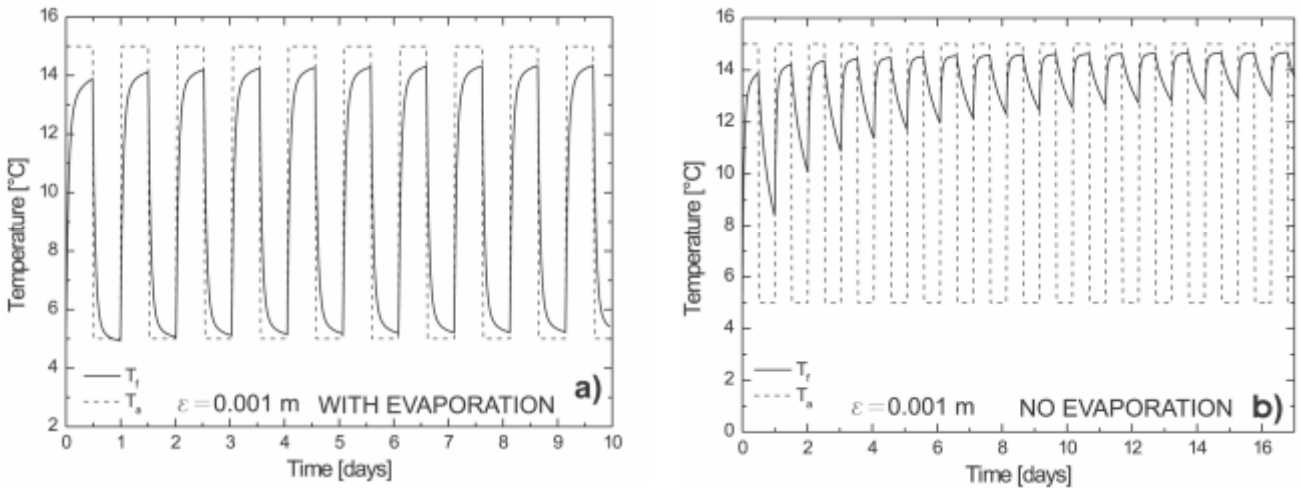 14
12
10
8
6
4
2
Temperature [°C]
T_f
T_a
ε = 0.001 m WITH EVAPORATION
a)
0 1 2 3 4 5 6 7 8 9 10
Time [days]
14
12
10
8
6
4
2
0
Temperature [°C]
T_f
T_a
ε = 0.001 m NO EVAPORATION
b)
0 2 4 6 8 10 12 14 16
Time [days]